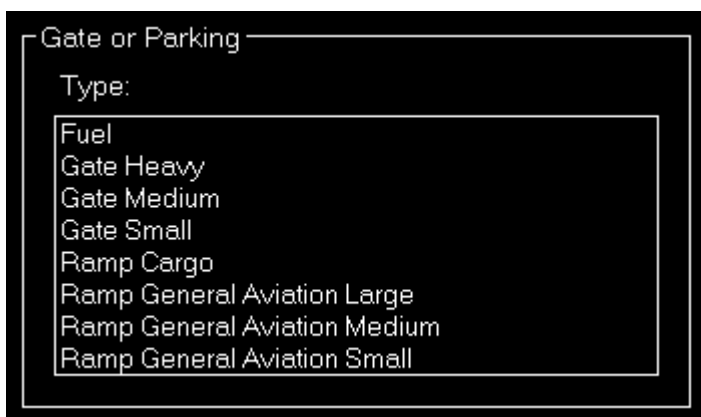 Gate or Parking
Type:
Fuel
Gate Heavy
Gate Medium
Gate Small
Ramp Cargo
Ramp General Aviation Large
Ramp General Aviation Medium
Ramp General Aviation Small